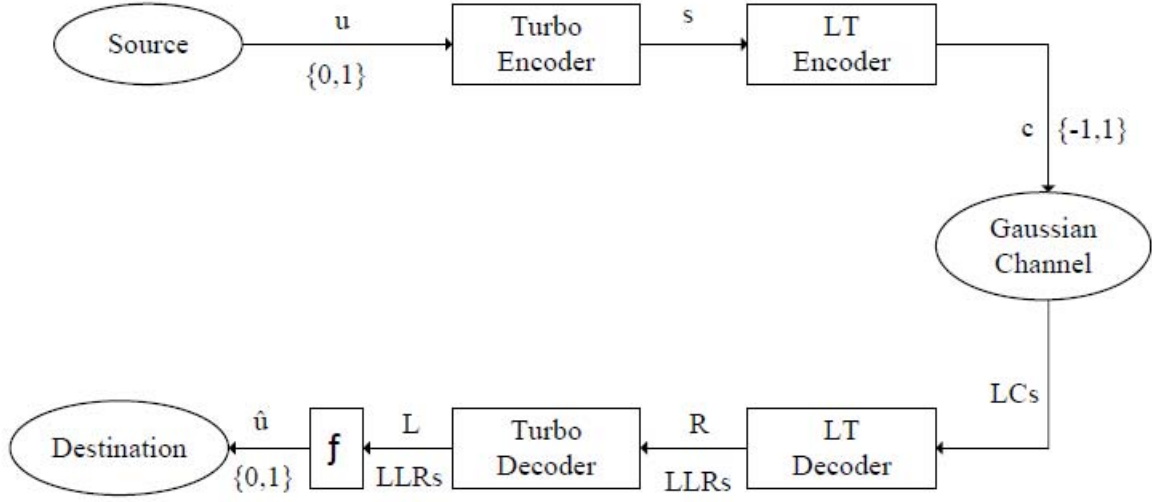 Source
u
{0,1}
Turbo
Encoder
s
LT
Encoder
c
{-1,1}
Gaussian
Channel
LCs
LT
Decoder
R
LLRs
Turbo
Decoder
L
LLRs
ƒ
û
{0,1}
Destination